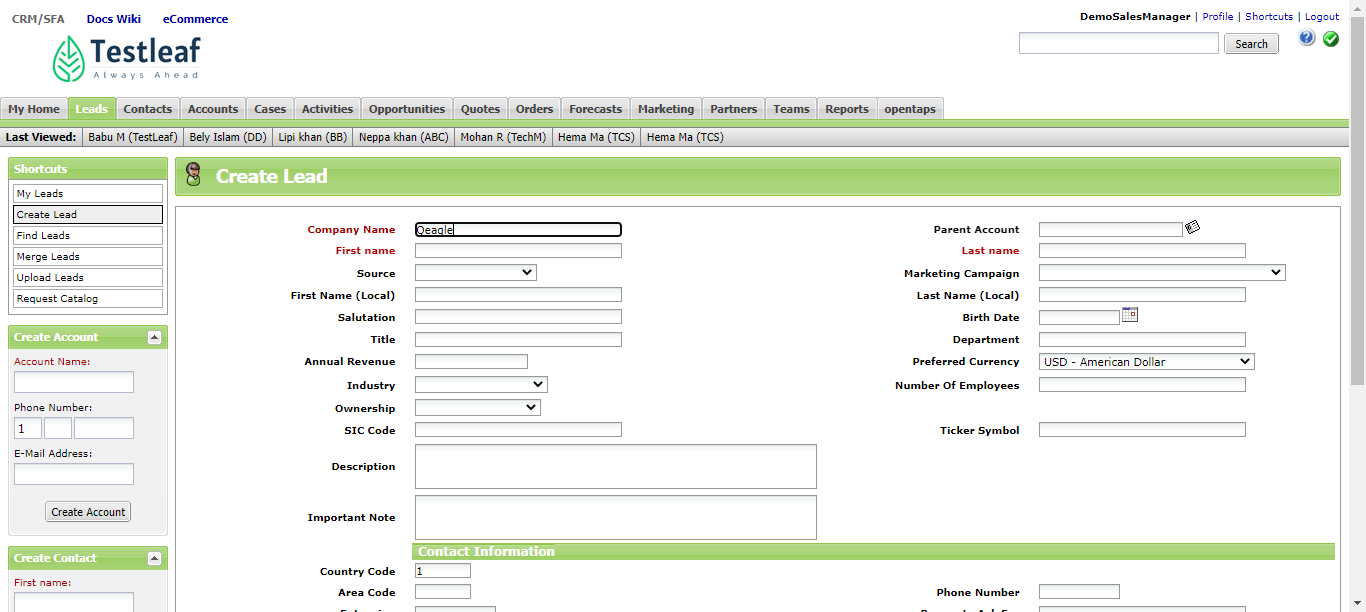 CRM/SFA Docs Wiki eCommerce
DemoSalesManager | Profile | Shortcuts | Logout
Testleaf
Always Ahead
Search
My Home Leads Contacts Accounts Cases Activities Opportunities Quotes Orders Forecasts Marketing Partners Teams Reports opentaps
Last Viewed: Babu M (TestLeaf) Bely Islam (DD) Lipi khan (BB) Neppa khan (ABC) Mohan R (TechM) Hema Ma (TCS) Hema Ma (TCS)
Shortcuts
My Leads
Create Lead
Find Leads
Merge Leads
Upload Leads
Request Catalog
Create Account
Account Name:
Phone Number:
1
E-Mail Address:
Create Account
Create Contact
First name:
Create Lead
Company Name Qeagle Parent Account
First name Last name
Source Marketing Campaign
First Name (Local) Last Name (Local)
Salutation Birth Date
Title Department
Annual Revenue Preferred Currency USD - American Dollar
Industry Number Of Employees
Ownership
SIC Code Ticker Symbol
Description
Important Note
Contact Information
Country Code 1
Area Code Phone Number